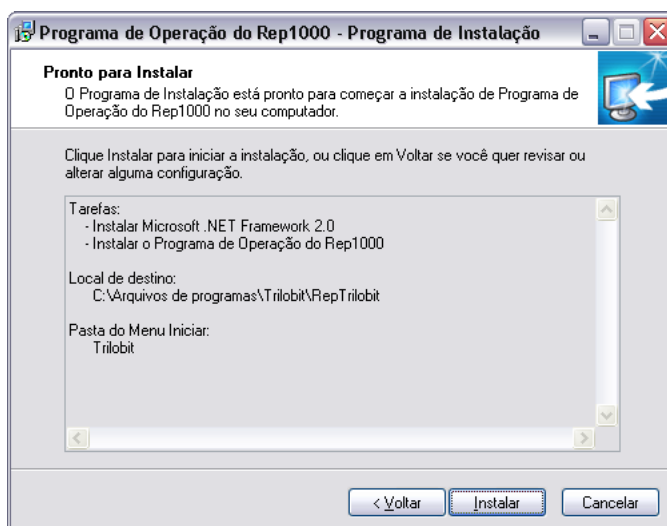 Programa de Operação do Rep1000 - Programa de Instalação
Pronto para Instalar
O Programa de Instalação está pronto para começar a instalação de Programa de
Operação do Rep1000 no seu computador.
Clique Instalar para iniciar a instalação, ou clique em Voltar se você quer revisar ou
alterar alguma configuração.
Tarefas:
- Instalar Microsoft .NET Framework 2.0
- Instalar o Programa de Operação do Rep1000
Local de destino:
C:\Arquivos de programas\Trilobit\RepTrilobit
Pasta do Menu Iniciar:
Trilobit
< Voltar
Instalar
Cancelar